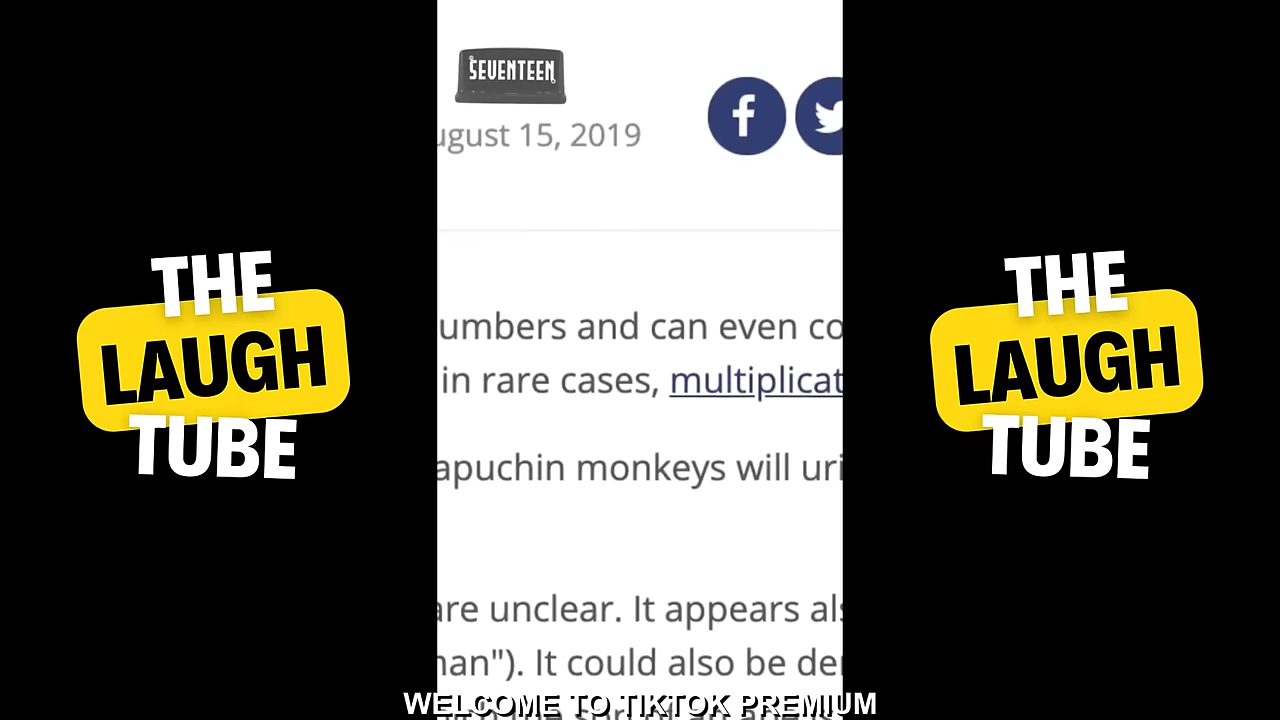 THE
LAUGH
TUBE
SEVENTEEN
ugust 15, 2019
umbers and can even co
in rare cases, multiplicat
apuchin monkeys will uri
are unclear. It appears als
nan"). It could also be der
THE
LAUGH
TUBE
WELCOME TO TIKTOK PREMIUM